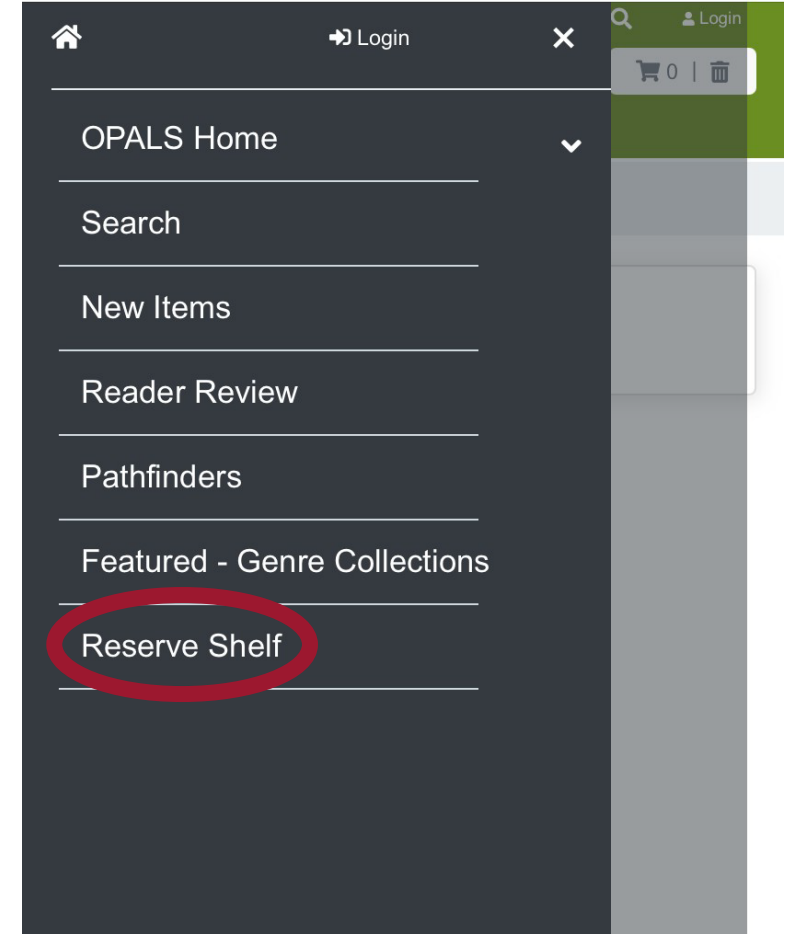 Login
Login
0 |
OPALS Home
Search
New Items
Reader Review
Pathfinders
Featured - Genre Collections
Reserve Shelf